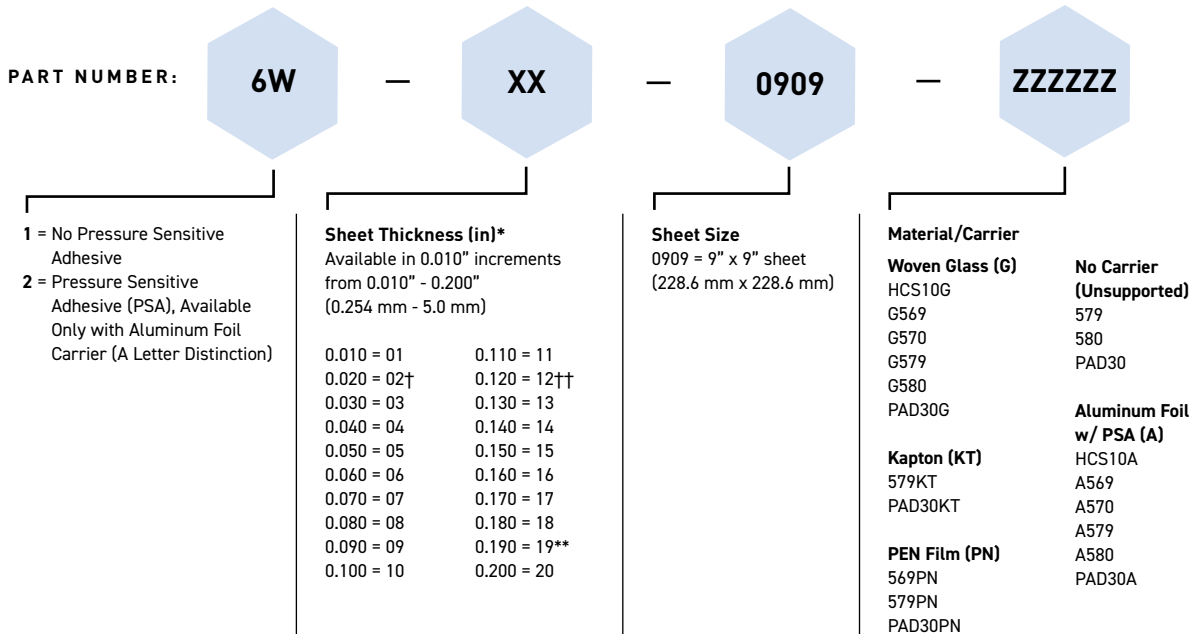 PART NUMBER: 6W — XX — 0909 — ZZZZZZ
1 = No Pressure Sensitive
Adhesive
2 = Pressure Sensitive
Adhesive (PSA), Available
Only with Aluminum Foil
Carrier (A Letter Distinction)
Sheet Thickness (in)*
Available in 0.010” increments
from 0.010” - 0.200”
(0.254 mm - 5.0 mm)
0.010 = 01
0.020 = 02†
0.030 = 03
0.040 = 04
0.050 = 05
0.060 = 06
0.070 = 07
0.080 = 08
0.090 = 09
0.100 = 10
0.110 = 11
0.120 = 12††
0.130 = 13
0.140 = 14
0.150 = 15
0.160 = 16
0.170 = 17
0.180 = 18
0.190 = 19**
0.200 = 20
Sheet Size
0909 = 9” x 9” sheet
(228.6 mm x 228.6 mm)
Material/Carrier
Woven Glass (G)
HCS10G
G569
G570
G579
G580
PAD30G
Kapton (KT)
579KT
PAD30KT
PEN Film (PN)
569PN
579PN
PAD30PN
No Carrier
(Unsupported)
579
580
PAD30
Aluminum Foil
w/ PSA (A)
HCS10A
A569
A570
A579
A580
PAD30A